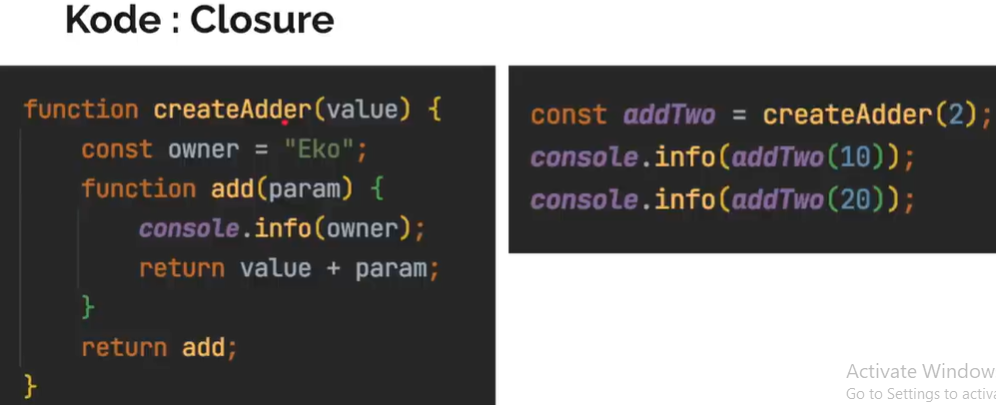 Kode : Closure
function createAdder(value) {
const owner = "Eko";
function add(param) {
console.info(owner);
return value + param;
}
return add;
}
const addTwo = createAdder(2);
console.info(addTwo(10));
console.info(addTwo(20));
Activate Window
Go to Settings to activa